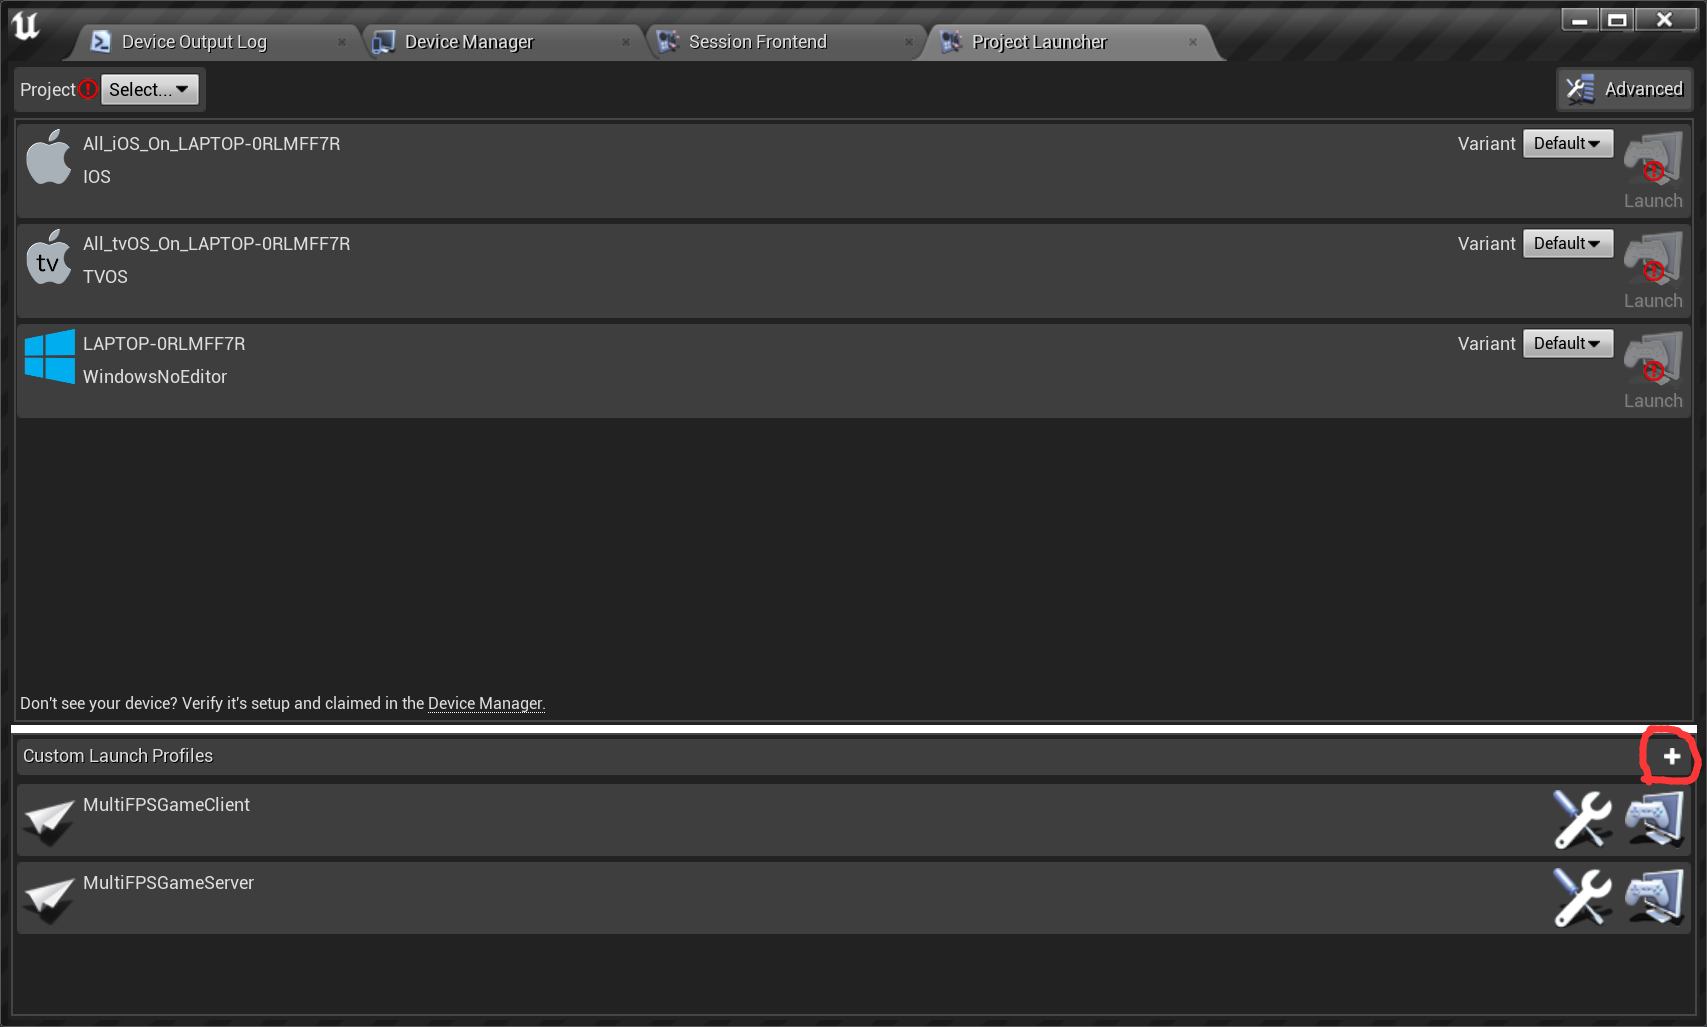 Device Output Log
Device Manager
Session Frontend
Project Launcher
Project
Select...
Advanced
All_iOS_On_LAPTOP-0RLMFF7R
IOS
Variant
Default
Launch
All_tvOS_On_LAPTOP-0RLMFF7R
tv
TVOS
Variant
Default
Launch
LAPTOP-0RLMFF7R
WindowsNoEditor
Variant
Default
Launch
Don't see your device? Verify it's setup and claimed in the Device Manager.
Custom Launch Profiles
MultiFPSGameClient
MultiFPSGameServer